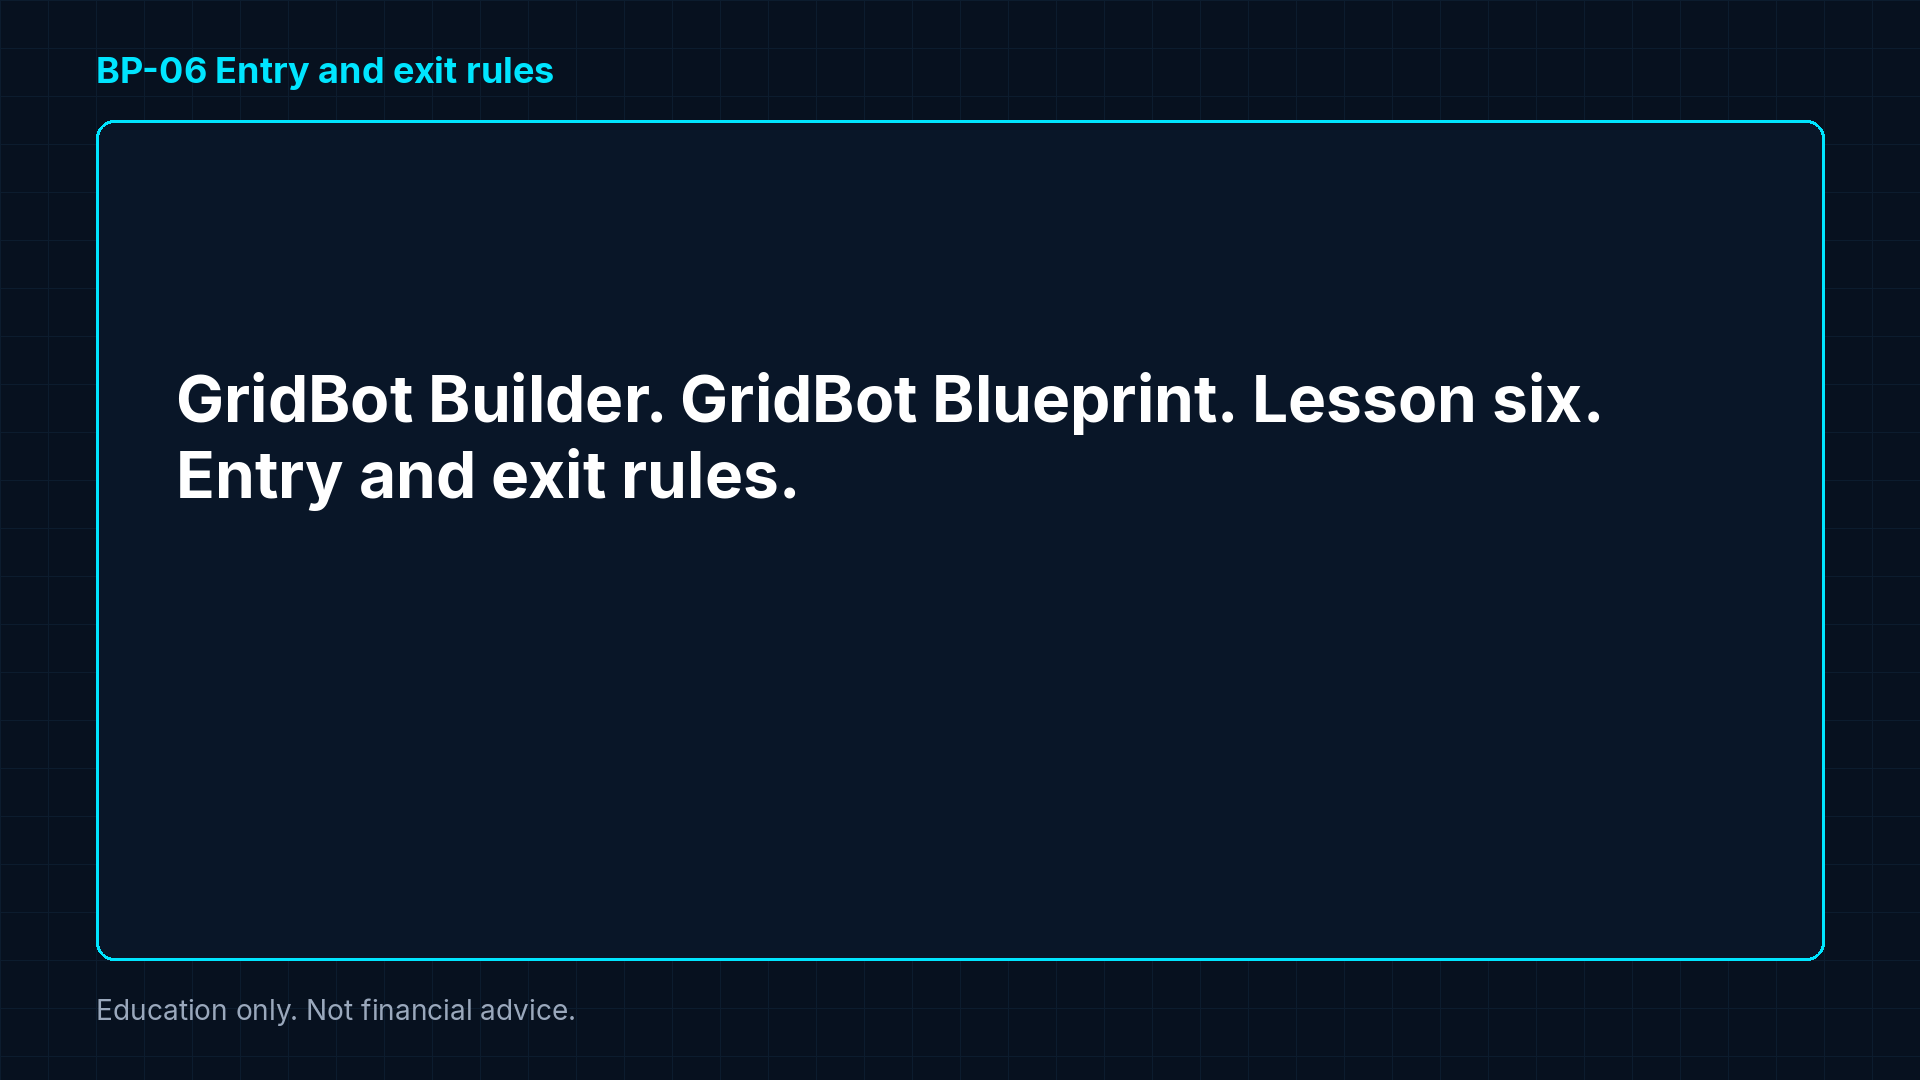 BP-06 Entry and exit rules
GridBot Builder. GridBot Blueprint. Lesson six.
Entry and exit rules.
Education only. Not financial advice.